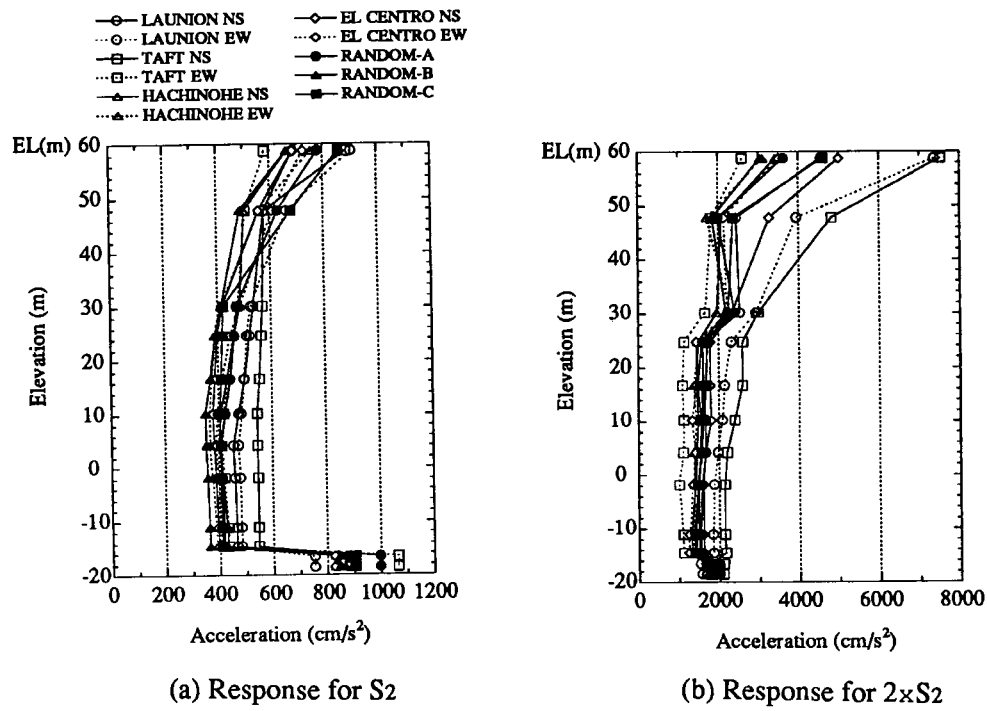 LAUNION NS
LAUNION EW
TAFT NS
TAFT EW
HACHINOHE NS
HACHINOHE EW
EL CENTRO NS
EL CENTRO EW
RANDOM-A
RANDOM-B
RANDOM-C
EL(m)
60
50
40
30
20
10
0
-10
-20
Elevation (m)
0 200 400 600 800 1000 1200
Acceleration (cm/s²)
(a) Response for S2
EL(m)
60
50
40
30
20
10
0
-10
-20
Elevation (m)
0 2000 4000 6000 8000
Acceleration (cm/s²)
(b) Response for 2xS2